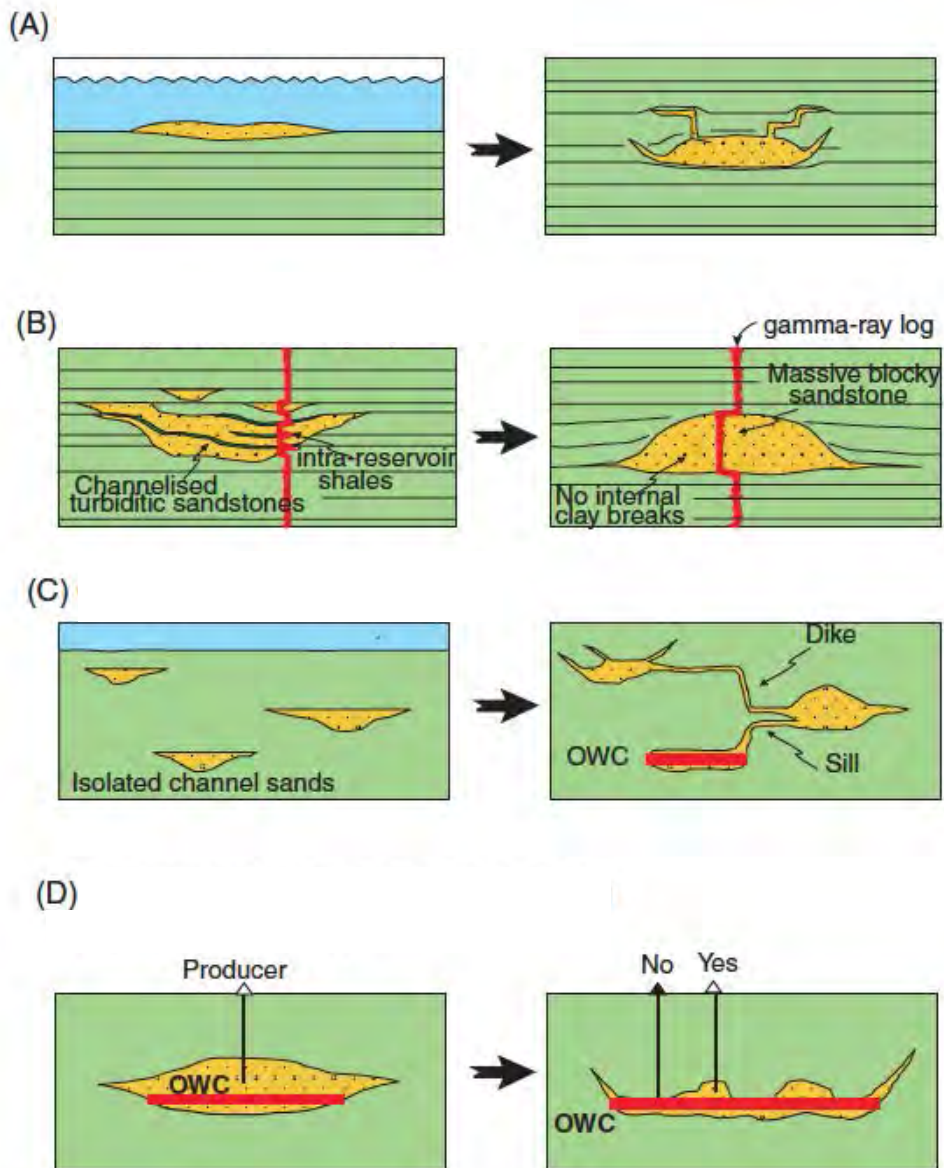 (A)
(B)
gamma-ray log
Massive blocky
sandstone
intra-reservoir
shales
Channelised
turbiditic sandstones
No internal
clay breaks
(C)
Dike
OWC
Sill
Isolated channel sands
(D)
Producer
No Yes
OWC
OWC